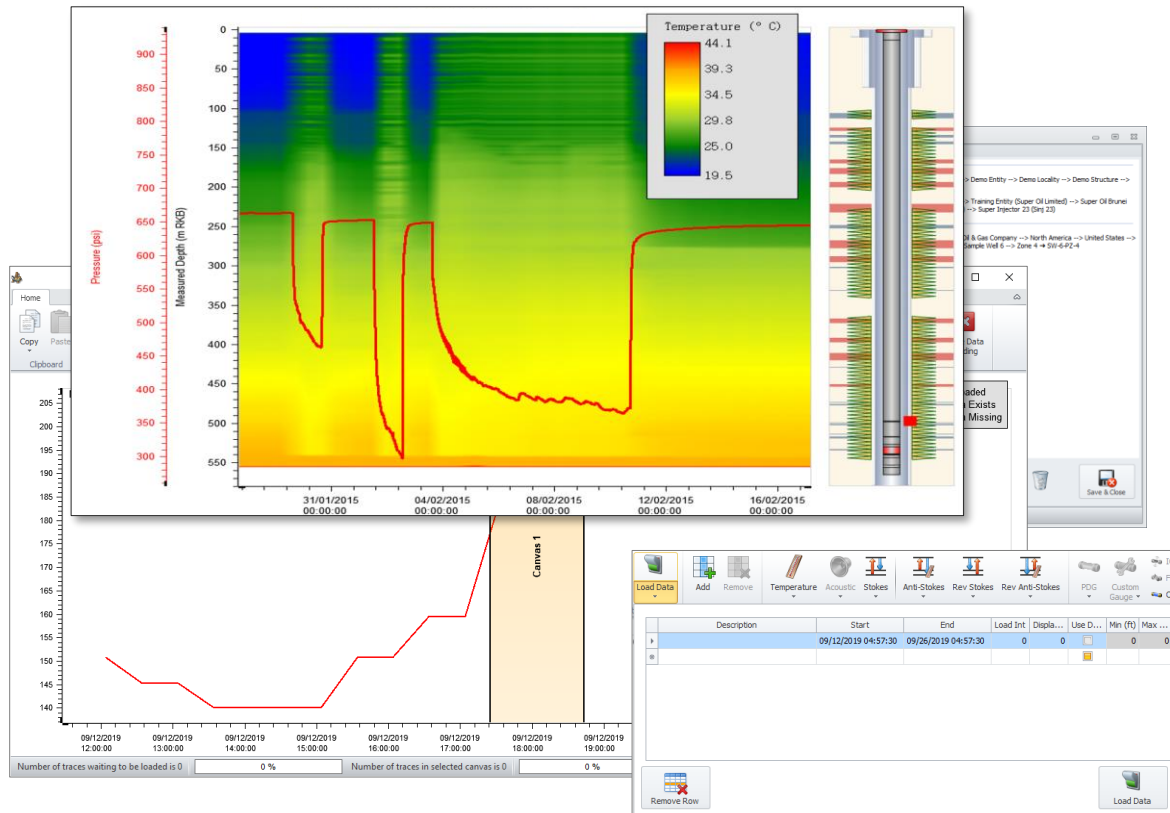 Temperature (° C)
44.1
39.3
34.5
29.8
25.0
19.5
Pressure (psi)
900
850
800
750
700
650
600
550
500
450
400
350
300
Measured Depth (m RKB)
0
50
100
150
200
250
300
350
400
450
500
550
31/01/2015
00:00:00
04/02/2015
00:00:00
08/02/2015
00:00:00
12/02/2015
00:00:00
16/02/2015
00:00:00
> Demo Entity --> Demo Locality --> Demo Structure -->
> Training Entity (Super Oil Limited) --> Super Oil Brunei
) --> Super Injector 23 (Sinj 23)
Oil & Gas Company --> North America --> United States -->
Sample Well 6 --> Zone 4 ➔ SW-6-PZ-4
Save & Close
Home
Copy
Paste
Clipboard
Data
Exists
Missing
205
200
195
190
185
180
175
170
165
160
155
150
145
140
Canvas 1
09/12/2019
12:00:00
09/12/2019
13:00:00
09/12/2019
14:00:00
09/12/2019
15:00:00
09/12/2019
16:00:00
09/12/2019
17:00:00
09/12/2019
18:00:00
09/12/2019
19:00:00
Number of traces waiting to be loaded is 0
0 %
Number of traces in selected canvas is 0
0 %
Load Data
Add
Remove
Temperature
Acoustic
Stokes
Anti-Stokes
Rev Stokes
Rev Anti-Stokes
PDG
Custom
Gauge
Description Start End Load Int Displa... Use D... Min (ft) Max ...
09/12/2019 04:57:30 09/26/2019 04:57:30 0 0 0 0
Remove Row
Load Data